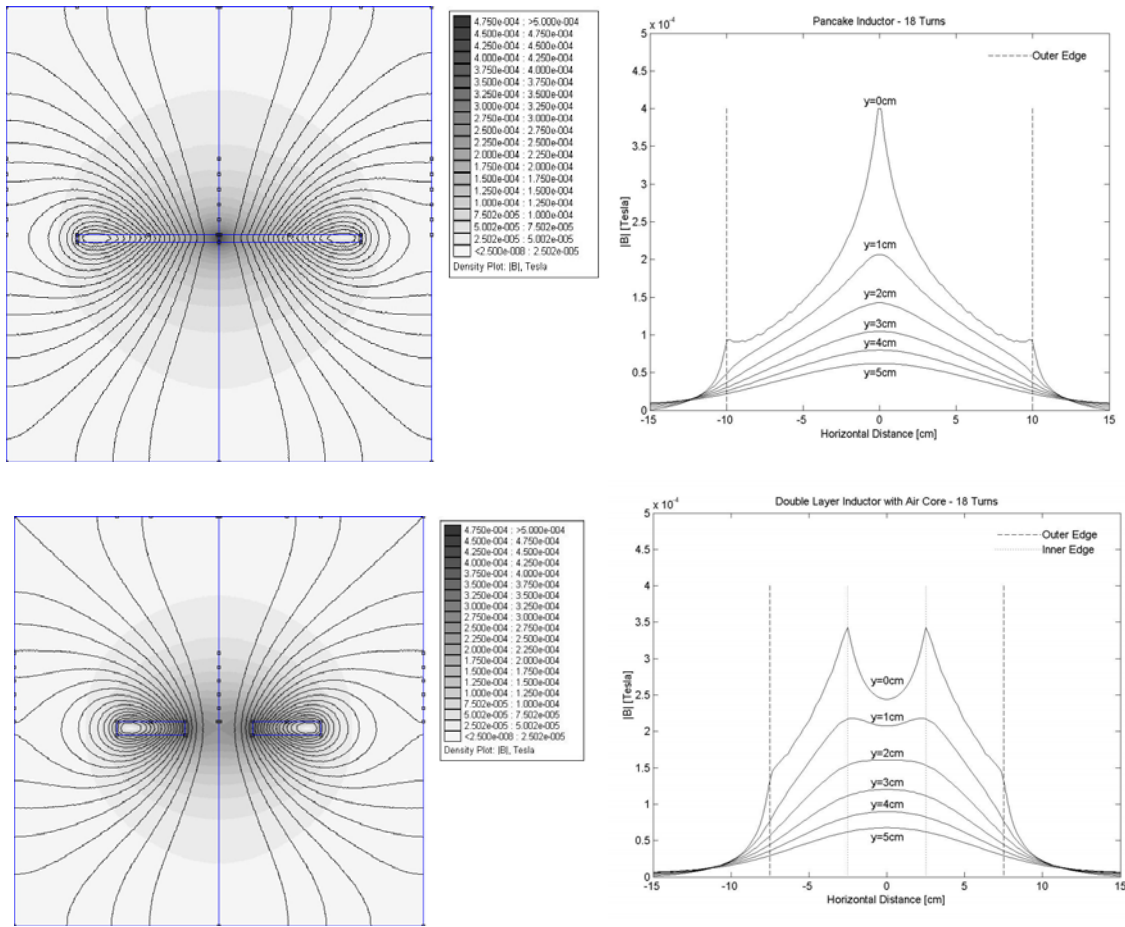 4.750e-004 : >5.000e-004
4.500e-004 : 4.750e-004
4.250e-004 : 4.500e-004
4.000e-004 : 4.250e-004
3.750e-004 : 4.000e-004
3.500e-004 : 3.750e-004
3.250e-004 : 3.500e-004
3.000e-004 : 3.250e-004
2.750e-004 : 3.000e-004
2.500e-004 : 2.750e-004
2.250e-004 : 2.500e-004
2.000e-004 : 2.250e-004
1.750e-004 : 2.000e-004
1.500e-004 : 1.750e-004
1.250e-004 : 1.500e-004
1.000e-004 : 1.250e-004
7.502e-005 : 1.000e-004
5.002e-005 : 7.502e-005
2.502e-005 : 5.002e-005
<2.500e-008 : 2.502e-005
Density Plot: |B|, Tesla
Pancake Inductor - 18 Turns
x 10^-4
5
4.5
4
3.5
3
2.5
2
1.5
1
0.5
0
|B| [Tesla]
Outer Edge
y=0cm
y=1cm
y=2cm
y=3cm
y=4cm
y=5cm
-15 -10 -5 0 5 10 15
Horizontal Distance [cm]
4.750e-004 : >5.000e-004
4.500e-004 : 4.750e-004
4.250e-004 : 4.500e-004
4.000e-004 : 4.250e-004
3.750e-004 : 4.000e-004
3.500e-004 : 3.750e-004
3.250e-004 : 3.500e-004
3.000e-004 : 3.250e-004
2.750e-004 : 3.000e-004
2.500e-004 : 2.750e-004
2.250e-004 : 2.500e-004
2.000e-004 : 2.250e-004
1.750e-004 : 2.000e-004
1.500e-004 : 1.750e-004
1.250e-004 : 1.500e-004
1.000e-004 : 1.250e-004
7.502e-005 : 1.000e-004
5.002e-005 : 7.502e-005
2.502e-005 : 5.002e-005
<2.500e-008 : 2.502e-005
Density Plot: |B|, Tesla
Double Layer Inductor with Air Core - 18 Turns
x 10^-4
5
4.5
4
3.5
3
2.5
2
1.5
1
0.5
0
|B| [Tesla]
Outer Edge
Inner Edge
y=0cm
y=1cm
y=2cm
y=3cm
y=4cm
y=5cm
-15 -10 -5 0 5 10 15
Horizontal Distance [cm]